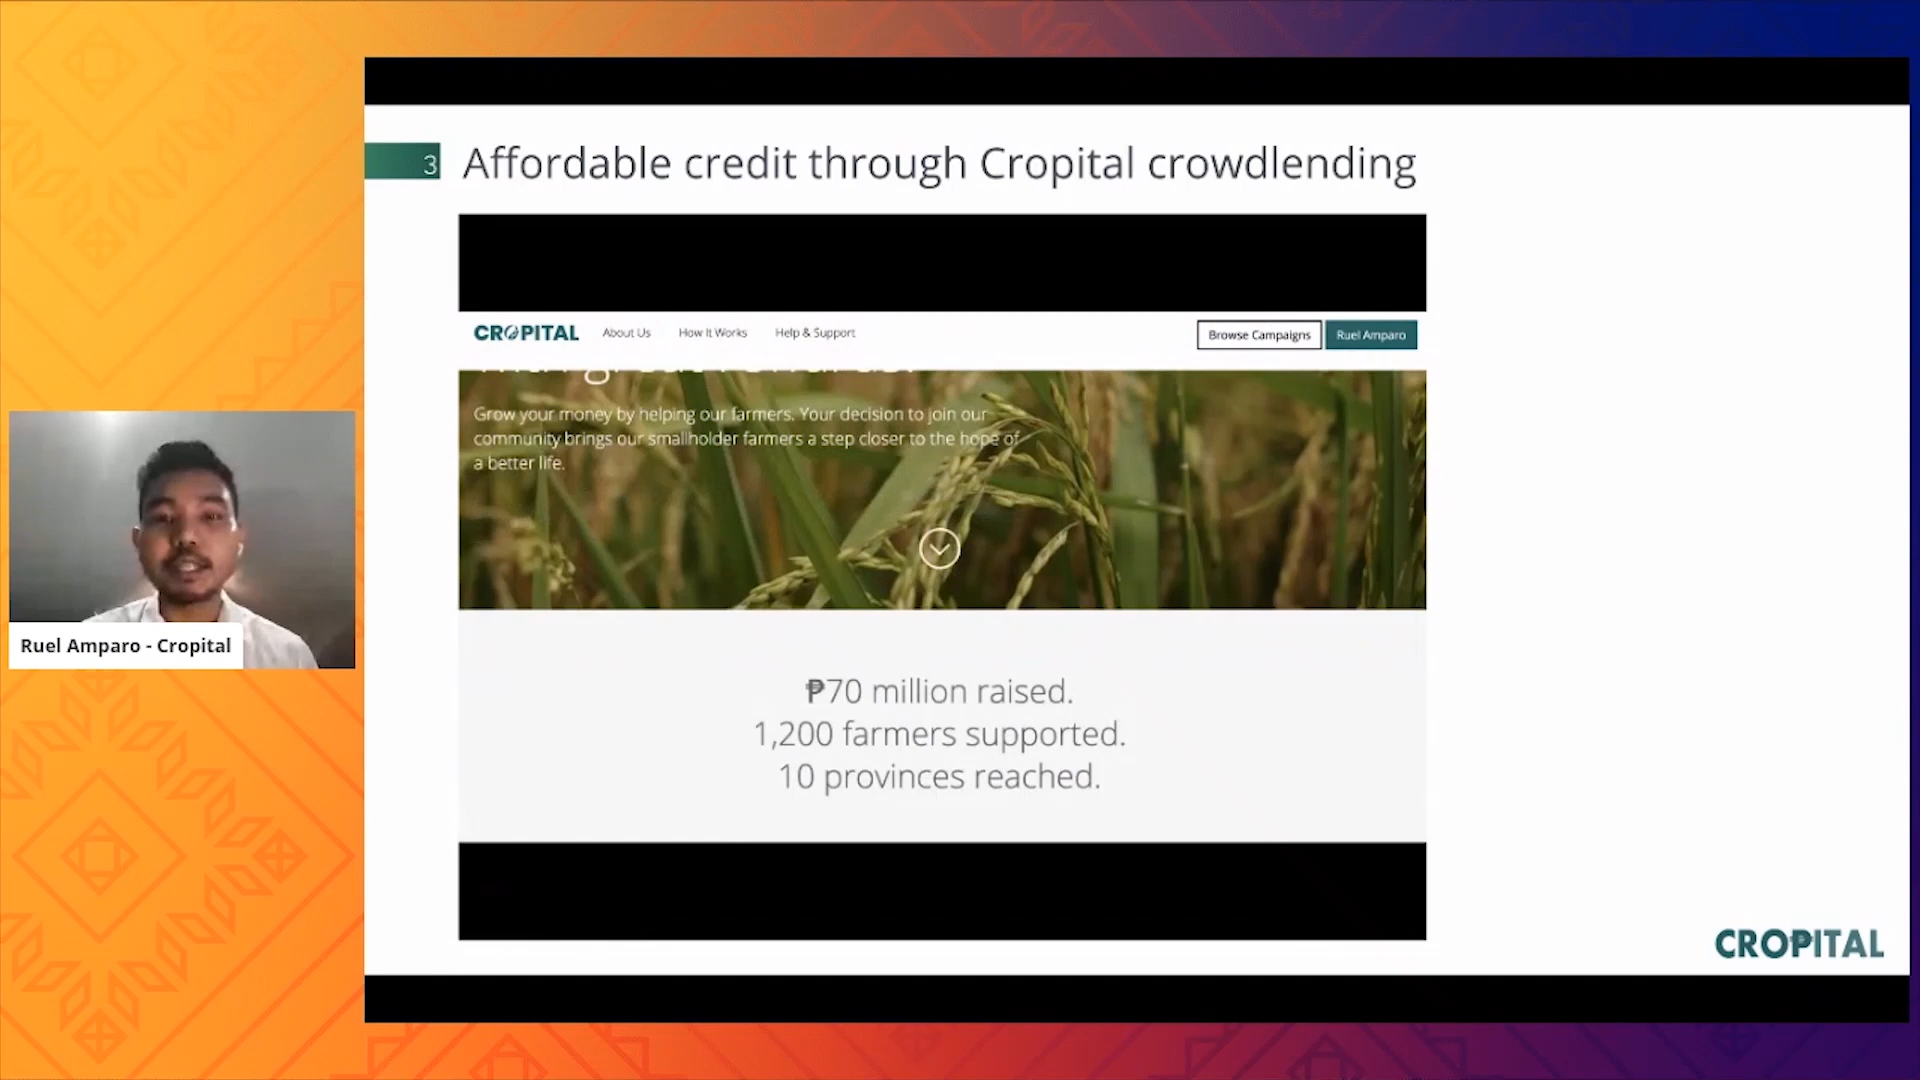 3
Affordable credit through Cropital crowdlending
CROPITAL
About Us
How It Works
Help & Support
Browse Campaigns
Ruel Amparo
Grow your money by helping our farmers. Your decision to join our
community brings our smallholder farmers a step closer to the hope of
a better life.
Ruel Amparo - Cropital
₱70 million raised.
1,200 farmers supported.
10 provinces reached.
CROPITAL